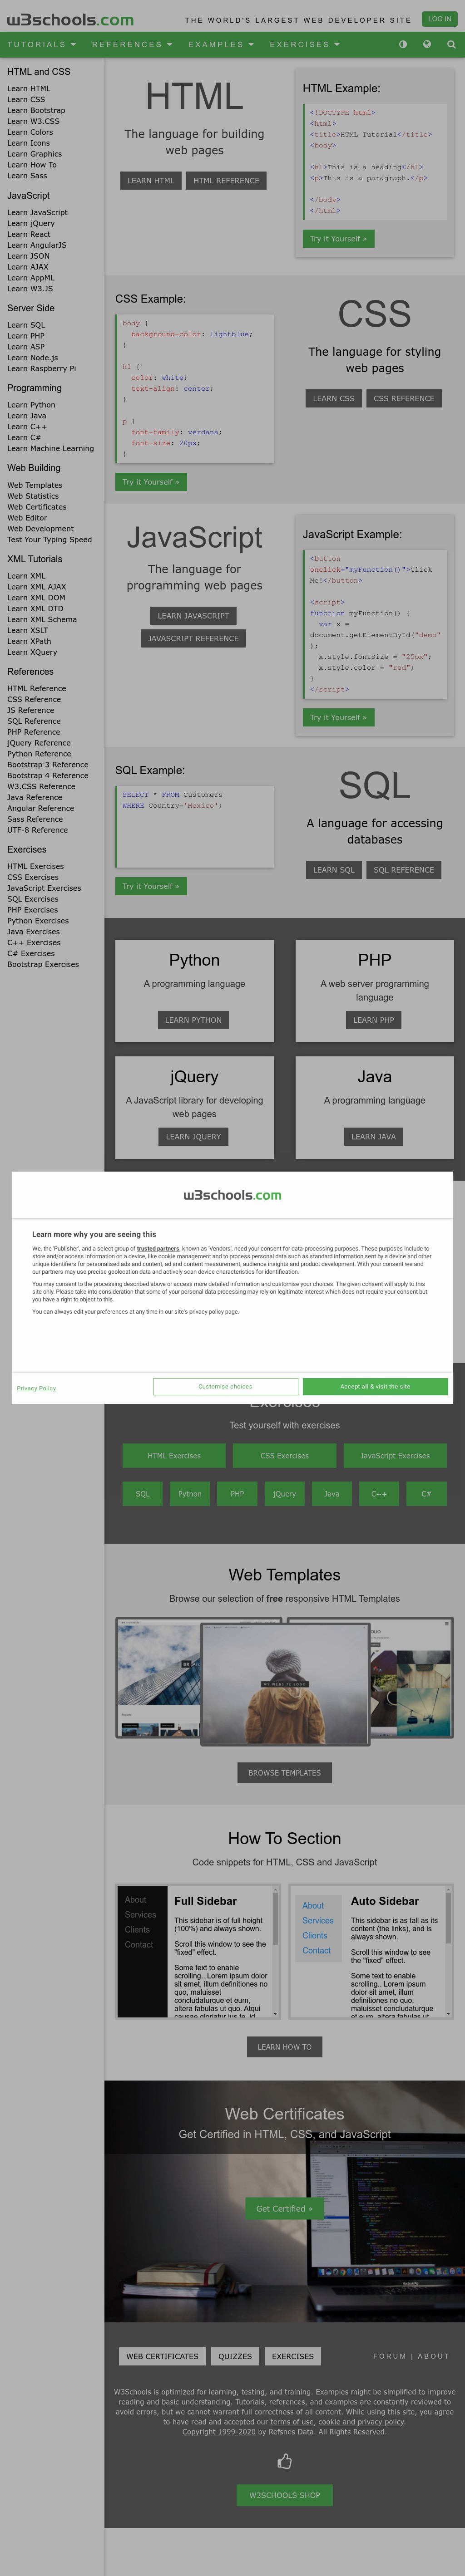 w3schools.com
THE WORLD'S LARGEST WEB DEVELOPER SITE
LOG IN
TUTORIALS REFERENCES EXAMPLES EXERCISES
HTML and CSS
Learn HTML
Learn CSS
Learn Bootstrap
Learn W3.CSS
Learn Colors
Learn Icons
Learn Graphics
Learn How To
Learn Sass
JavaScript
Learn JavaScript
Learn jQuery
Learn React
Learn AngularJS
Learn JSON
Learn AJAX
Learn AppML
Learn W3.JS
Server Side
Learn SQL
Learn PHP
Learn ASP
Learn Node.js
Learn Raspberry Pi
Programming
Learn Python
Learn Java
Learn C++
Learn C#
Learn Machine Learning
Web Building
Web Templates
Web Statistics
Web Certificates
Web Editor
Web Development
Test Your Typing Speed
XML Tutorials
Learn XML
Learn XML AJAX
Learn XML DOM
Learn XML DTD
Learn XML Schema
Learn XSLT
Learn XPath
Learn XQuery
References
HTML Reference
CSS Reference
JS Reference
SQL Reference
PHP Reference
jQuery Reference
Python Reference
Bootstrap 3 Reference
Bootstrap 4 Reference
W3.CSS Reference
Java Reference
Angular Reference
Sass Reference
UTF-8 Reference
Exercises
HTML Exercises
CSS Exercises
JavaScript Exercises
SQL Exercises
PHP Exercises
Python Exercises
Java Exercises
C++ Exercises
C# Exercises
Bootstrap Exercises
HTML
The language for building
web pages
LEARN HTML HTML REFERENCE
HTML Example:
<!DOCTYPE html>
<html>
<title>HTML Tutorial</title>
<body>
<h1>This is a heading</h1>
<p>This is a paragraph.</p>
</body>
</html>
Try it Yourself »
CSS Example:
body {
background-color: lightblue;
}
h1 {
color: white;
text-align: center;
}
p {
font-family: verdana;
font-size: 20px;
}
Try it Yourself »
CSS
The language for styling
web pages
LEARN CSS CSS REFERENCE
JavaScript
The language for
programming web pages
LEARN JAVASCRIPT
JAVASCRIPT REFERENCE
JavaScript Example:
<button
onclick="myFunction()">Click
Me!</button>
<script>
function myFunction() {
var x =
document.getElementById("demo"
);
x.style.fontSize = "25px";
x.style.color = "red";
}
</script>
Try it Yourself »
SQL Example:
SELECT * FROM Customers
WHERE Country='Mexico';
Try it Yourself »
SQL
A language for accessing
databases
LEARN SQL SQL REFERENCE
Python
A programming language
LEARN PYTHON
PHP
A web server programming
language
LEARN PHP
jQuery
A JavaScript library for developing
web pages
LEARN JQUERY
Java
A programming language
LEARN JAVA
w3schools.com
Learn more why you are seeing this
We, the 'Publisher', and a select group of trusted partners, known as 'Vendors', need your consent for data-processing purposes. These purposes include to
store and/or access information on a device, like cookie management and to process personal data such as standard information sent by a device and other
unique identifiers for personalised ads and content, ad and content measurement, audience insights and product development. With your consent we and
our partners may use precise geolocation data and actively scan device characteristics for identification.
You may consent to the processing described above or access more detailed information and customise your choices. The given consent will apply to this
site only. Please take into consideration that some of your personal data processing may rely on legitimate interest which does not require your consent but
you have a right to object to this.
You can always edit your preferences at any time in our site's privacy policy page.
Privacy Policy
Customise choices
Accept all & visit the site
Exercises
Test yourself with exercises
HTML Exercises CSS Exercises JavaScript Exercises
SQL Python PHP jQuery Java C++ C#
Web Templates
Browse our selection of free responsive HTML Templates
MY WEBSITE LOGO
BROWSE TEMPLATES
How To Section
Code snippets for HTML, CSS and JavaScript
About
Services
Clients
Contact
Full Sidebar
This sidebar is of full height
(100%) and always shown.
Scroll this window to see the
"fixed" effect.
Some text to enable
scrolling.. Lorem ipsum dolor
sit amet, illum definitiones no
quo, maluisset
concludaturque et eum,
altera fabulas ut quo. Atqui
causae gloriatur ius te, id
About
Services
Clients
Contact
Auto Sidebar
This sidebar is as tall as its
content (the links), and is
always shown.
Scroll this window to see
the "fixed" effect.
Some text to enable
scrolling.. Lorem ipsum
dolor sit amet, illum
definitiones no quo,
maluisset concludaturque
et eum, altera fabulas ut
LEARN HOW TO
Web Certificates
Get Certified in HTML, CSS, and JavaScript
Get Certified »
WEB CERTIFICATES QUIZZES EXERCISES
FORUM | ABOUT
W3Schools is optimized for learning, testing, and training. Examples might be simplified to improve
reading and basic understanding. Tutorials, references, and examples are constantly reviewed to
avoid errors, but we cannot warrant full correctness of all content. While using this site, you agree
to have read and accepted our terms of use, cookie and privacy policy.
Copyright 1999-2020 by Refsnes Data. All Rights Reserved.
W3SCHOOLS SHOP